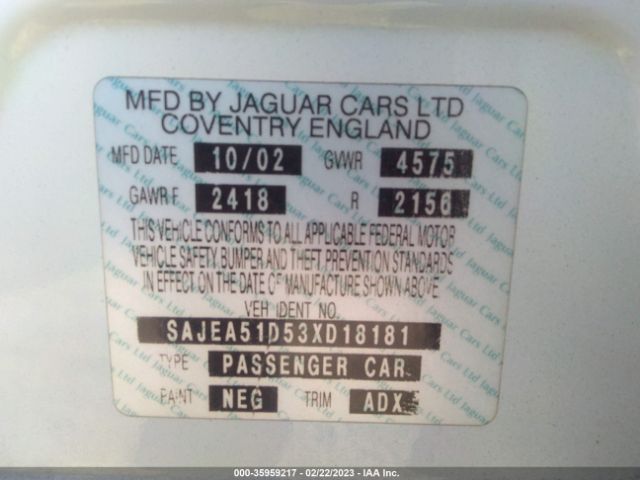 MFD BY JAGUAR CARS LTD
COVENTRY ENGLAND
MFD DATE 10/02 GVWR 4575
GAWR F 2418 R 2156
THIS VEHICLE CONFORMS TO ALL APPLICABLE FEDERAL MOTOR
VEHICLE SAFETY, BUMPER AND THEFT PREVENTION STANDARDS
IN EFFECT ON THE DATE OF MANUFACTURE SHOWN ABOVE
VEH IDENT NO.
SAJEA51D53XD18181
TYPE PASSENGER CAR
PAINT NEG TRIM ADX
000-35959217 - 02/22/2023 - IAA Inc.